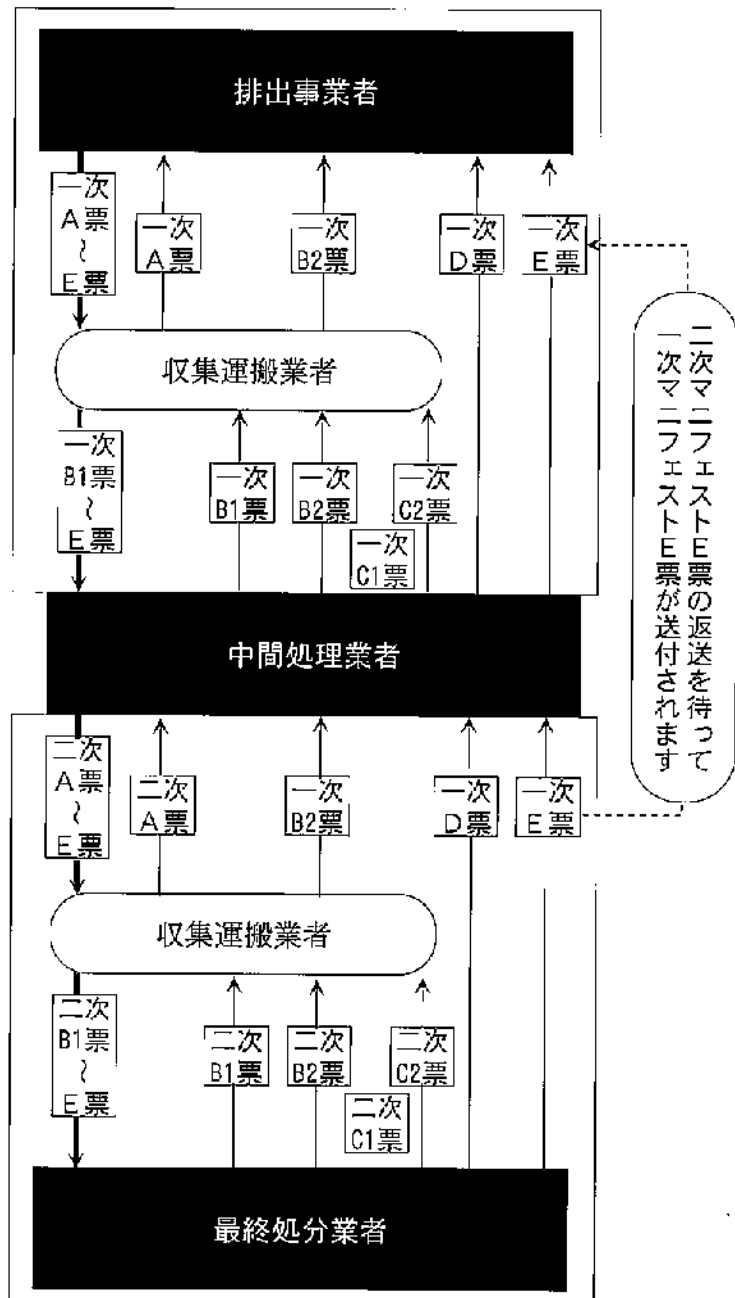 排出事業者
一次
A票
~
E票
一次
A票
一次
B2票
一次
D票
一次
E票
収集運搬業者
一次
B1票
~
E票
一次
B1票
一次
B2票
一次
C2票
一次
C1票
中間処理業者
二次マニフェストE票の返送を待って
一次マニフェストE票が送付されます
二次
A票
~
E票
二次
A票
一次
B2票
一次
D票
一次
E票
収集運搬業者
二次
B1票
~
E票
二次
B1票
二次
B2票
二次
C2票
二次
C1票
最終処分業者